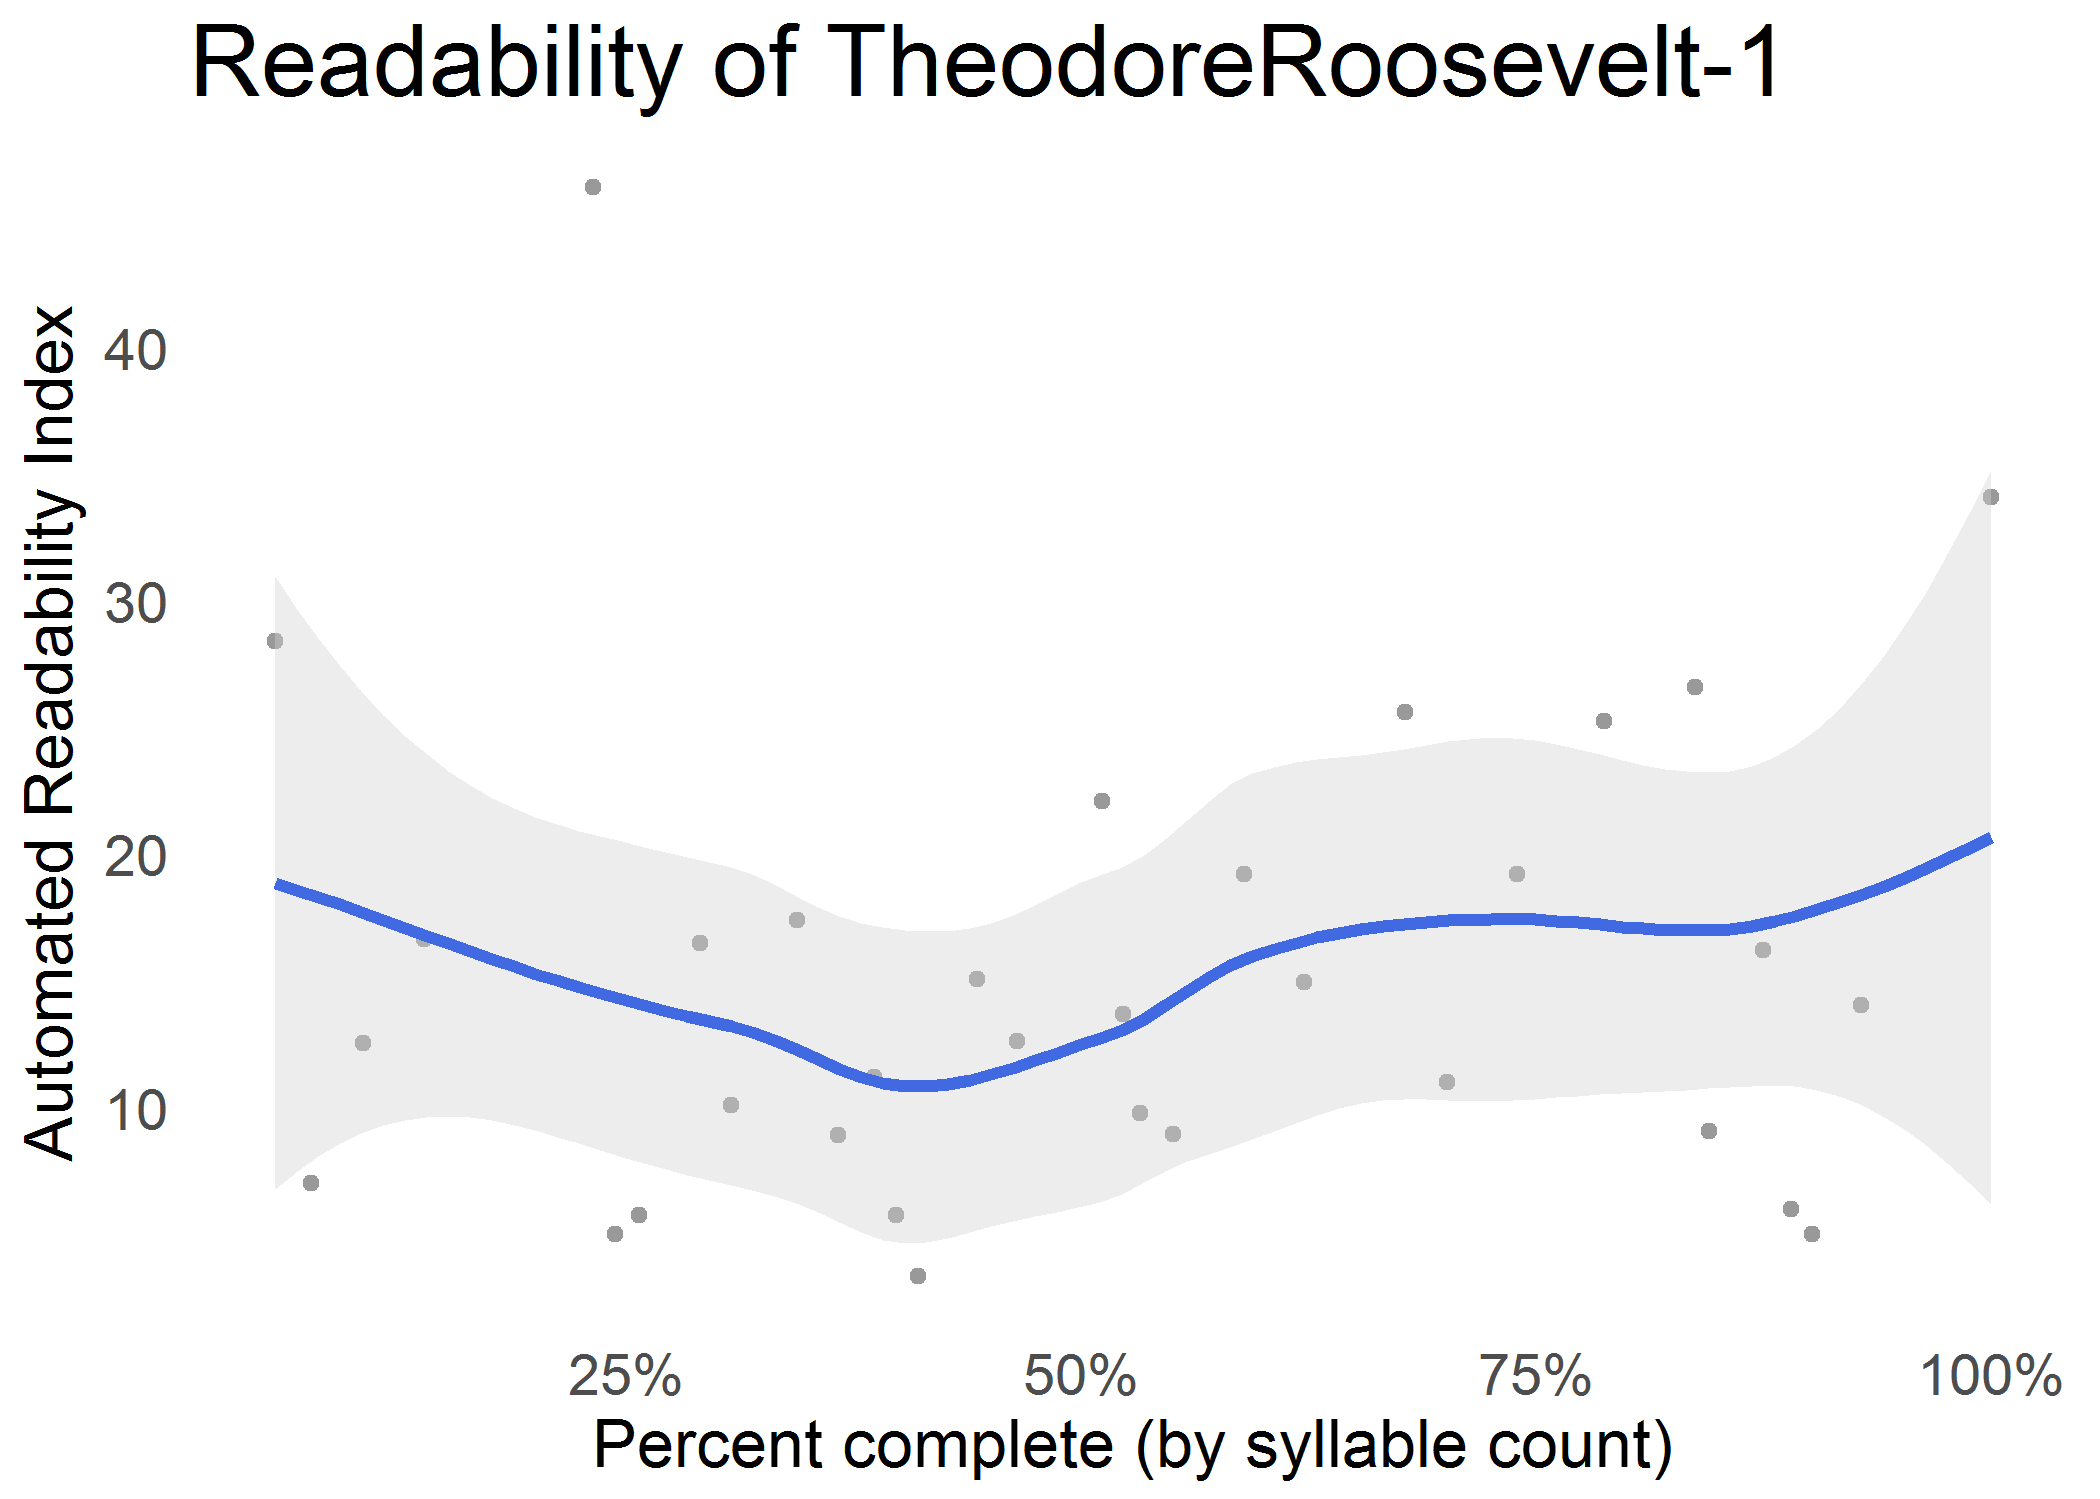 Readability of TheodoreRoosevelt-1
Automated Readability Index
40
30
20
10
25%
50%
75%
100%
Percent complete (by syllable count)